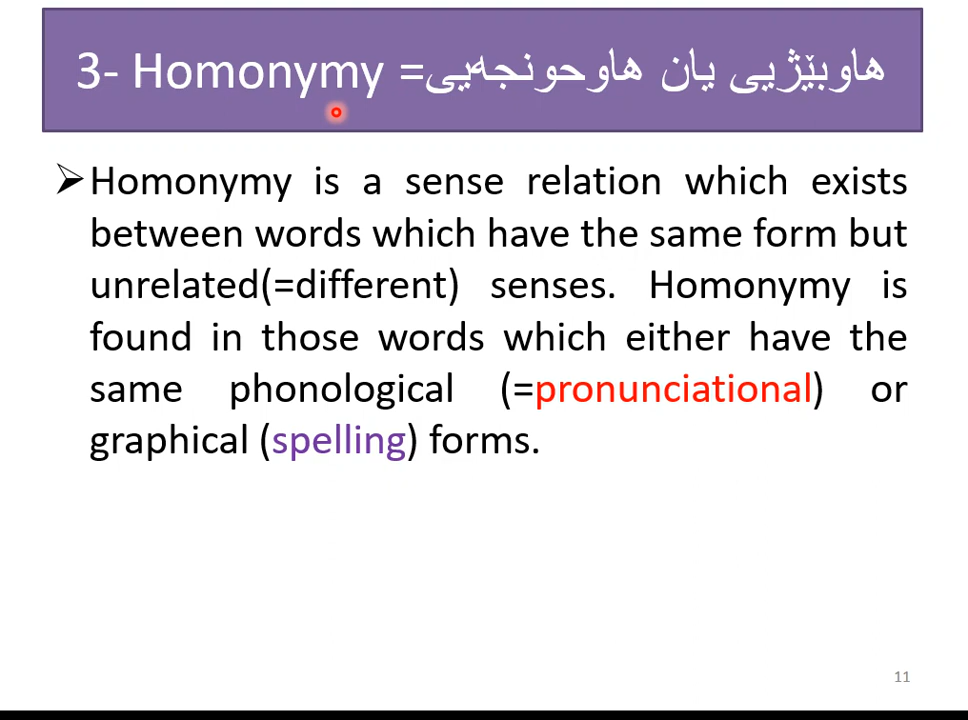 3- Homonymy =هاوبێژیی یان هاوحونجەیی
➢Homonymy is a sense relation which exists
between words which have the same form but
unrelated(=different) senses. Homonymy is
found in those words which either have the
same phonological (=pronunciational) or
graphical (spelling) forms.
11